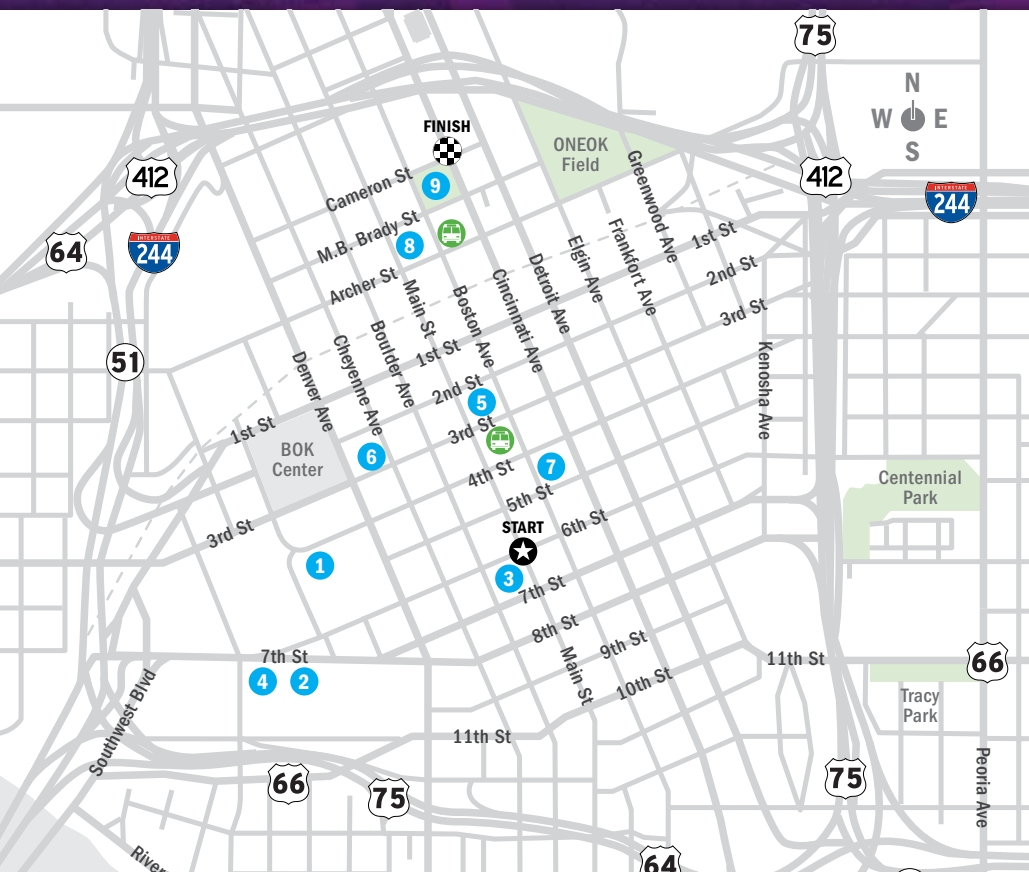 75
N
W E
S
FINISH
ONEOK
Field
412
Cameron St
9
Greenwood Ave
412
INTERSTATE
244
64
INTERSTATE
244
M.B. Brady St
8
Frankfort Ave
1st St
Elgin Ave
Detroit Ave
2nd St
Archer St
Main St
Cincinnati Ave
Boston Ave
3rd St
51
Boulder Ave
Cheyenne Ave
Denver Ave
1st St
Kenosha Ave
2nd St
5
1st St
3rd St
BOK
Center
6
4th St
7
Centennial
Park
5th St
3rd St
START
6th St
1
3
7th St
8th St
9th St
7th St
11th St
66
4
2
Main St
10th St
Southwest Blvd
Tracy
Park
11th St
66
75
75
Peoria Ave
River
64